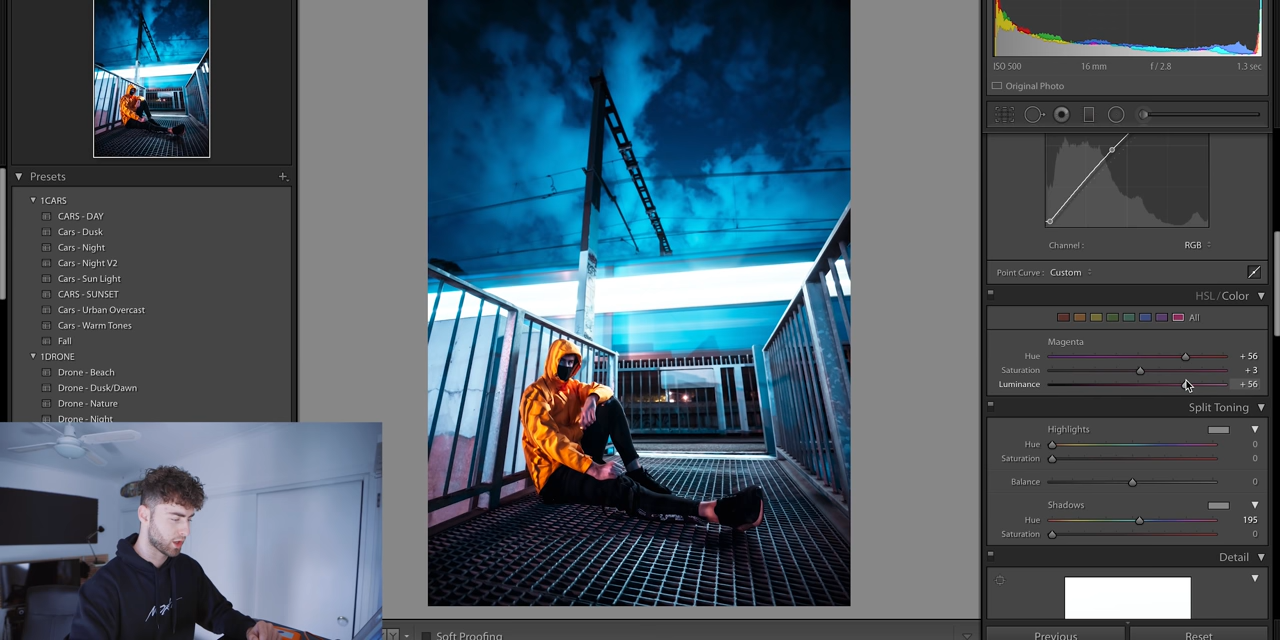 ISO 500 16 mm f / 2.8 1.3 sec
Original Photo
Presets
1CARS
CARS - DAY
Cars - Dusk
Cars - Night
Cars - Night V2
Cars - Sun Light
CARS - SUNSET
Cars - Urban Overcast
Cars - Warm Tones
Fall
1DRONE
Drone - Beach
Drone - Dusk/Dawn
Drone - Nature
Drone - Night
Channel : RGB
Point Curve : Custom
HSL / Color
All
Magenta
Hue + 56
Saturation + 3
Luminance + 56
Split Toning
Highlights
Hue 0
Saturation 0
Balance 0
Shadows
Hue 195
Saturation 0
Detail
Y
Soft Proofing
Previous Reset